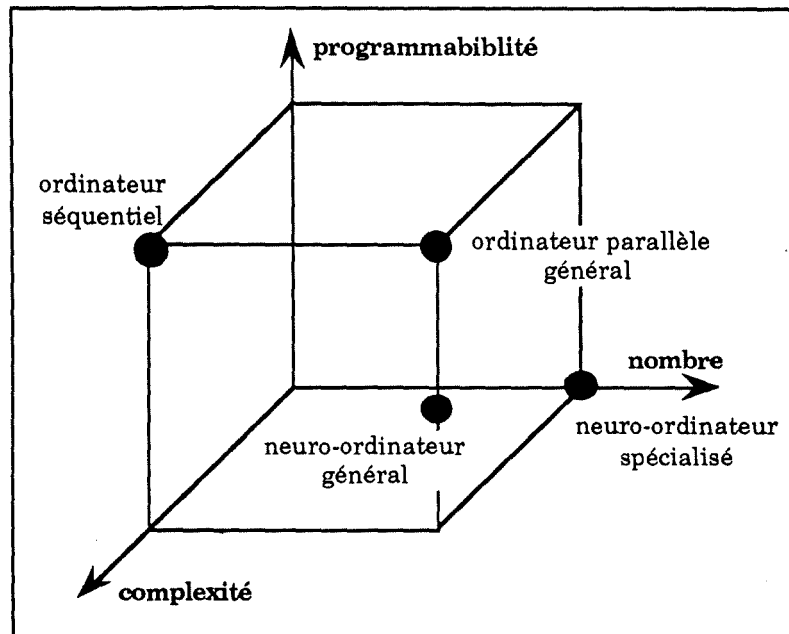 programmabiblité
ordinateur
séquentiel
ordinateur parallèle
général
nombre
neuro-ordinateur
général
neuro-ordinateur
spécialisé
complexité